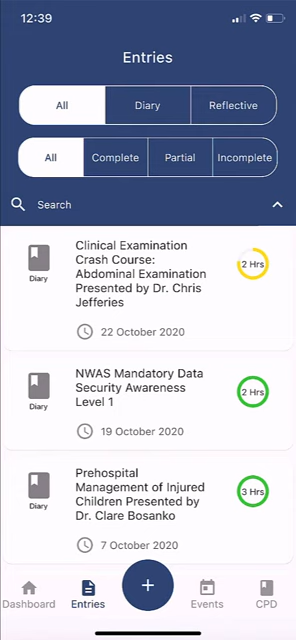 12:39
Entries
All Diary Reflective
All Complete Partial Incomplete
Search
Clinical Examination
Crash Course:
Abdominal Examination
Presented by Dr. Chris
Jefferies
Diary
2 Hrs
22 October 2020
NWAS Mandatory Data
Security Awareness
Level 1
Diary
2 Hrs
19 October 2020
Prehospital
Management of Injured
Children Presented by
Dr. Clare Bosanko
Diary
3 Hrs
7 October 2020
Dashboard Entries + Events CPD